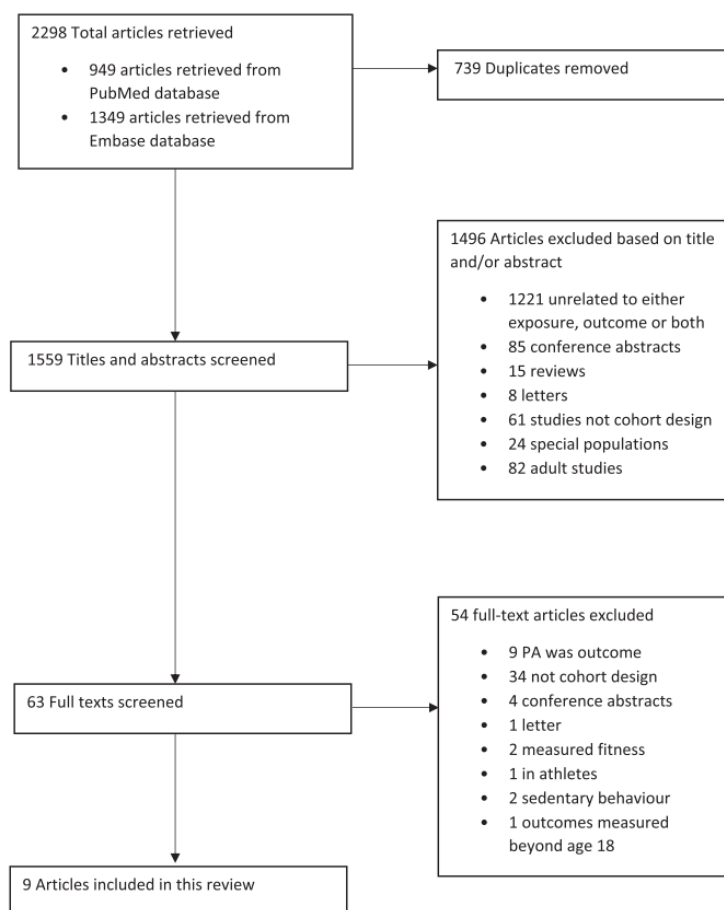 2298 Total articles retrieved
• 949 articles retrieved from
PubMed database
• 1349 articles retrieved from
Embase database
739 Duplicates removed
1496 Articles excluded based on title
and/or abstract
• 1221 unrelated to either
exposure, outcome or both
• 85 conference abstracts
• 15 reviews
• 8 letters
• 61 studies not cohort design
• 24 special populations
• 82 adult studies
1559 Titles and abstracts screened
54 full-text articles excluded
• 9 PA was outcome
• 34 not cohort design
• 4 conference abstracts
• 1 letter
• 2 measured fitness
• 1 in athletes
• 2 sedentary behaviour
• 1 outcomes measured
beyond age 18
63 Full texts screened
9 Articles included in this review